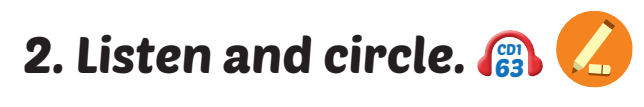 2. Listen and circle. CD1
63